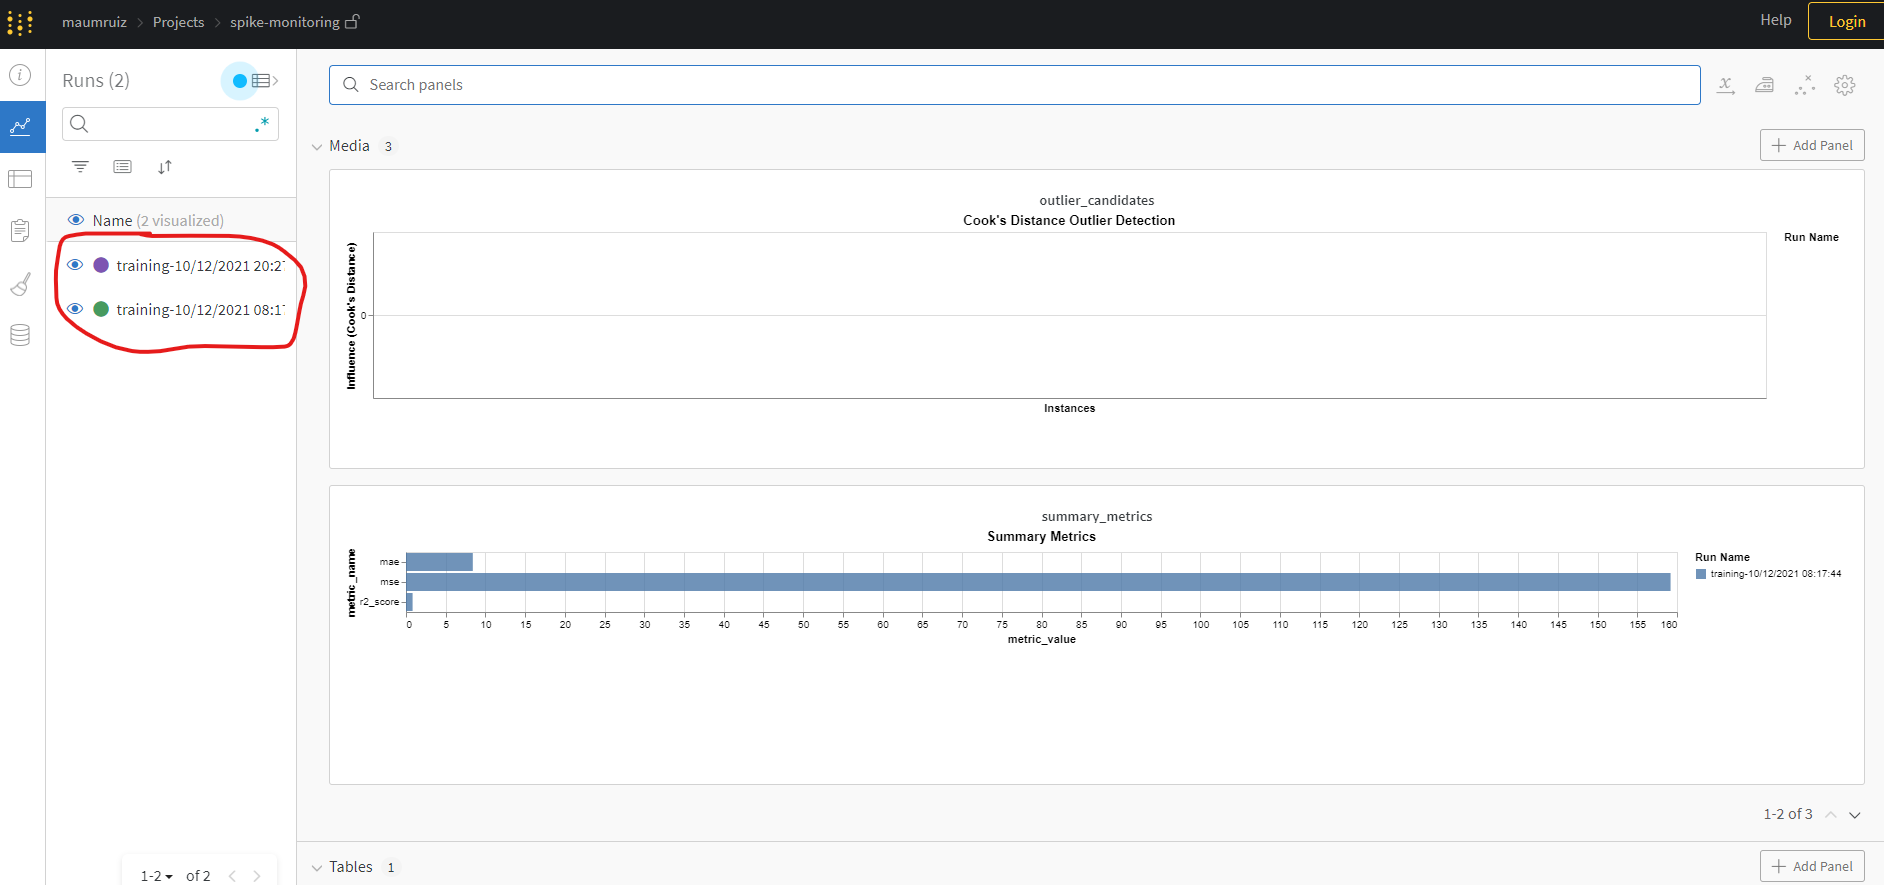 maumruiz > Projects > spike-monitoring
Help
Login
Runs (2)
.*
Name (2 visualized)
training-10/12/2021 20:27
training-10/12/2021 08:17
1-2 of 2
Search panels
Media 3
Add Panel
outlier_candidates
Cook's Distance Outlier Detection
Influence (Cook's Distance)
0
Instances
Run Name
summary_metrics
Summary Metrics
metric_name
mae
mse
r2_score
0 5 10 15 20 25 30 35 40 45 50 55 60 65 70 75 80 85 90 95 100 105 110 115 120 125 130 135 140 145 150 155 160
metric_value
Run Name
training-10/12/2021 08:17:44
1-2 of 3
Tables 1
Add Panel